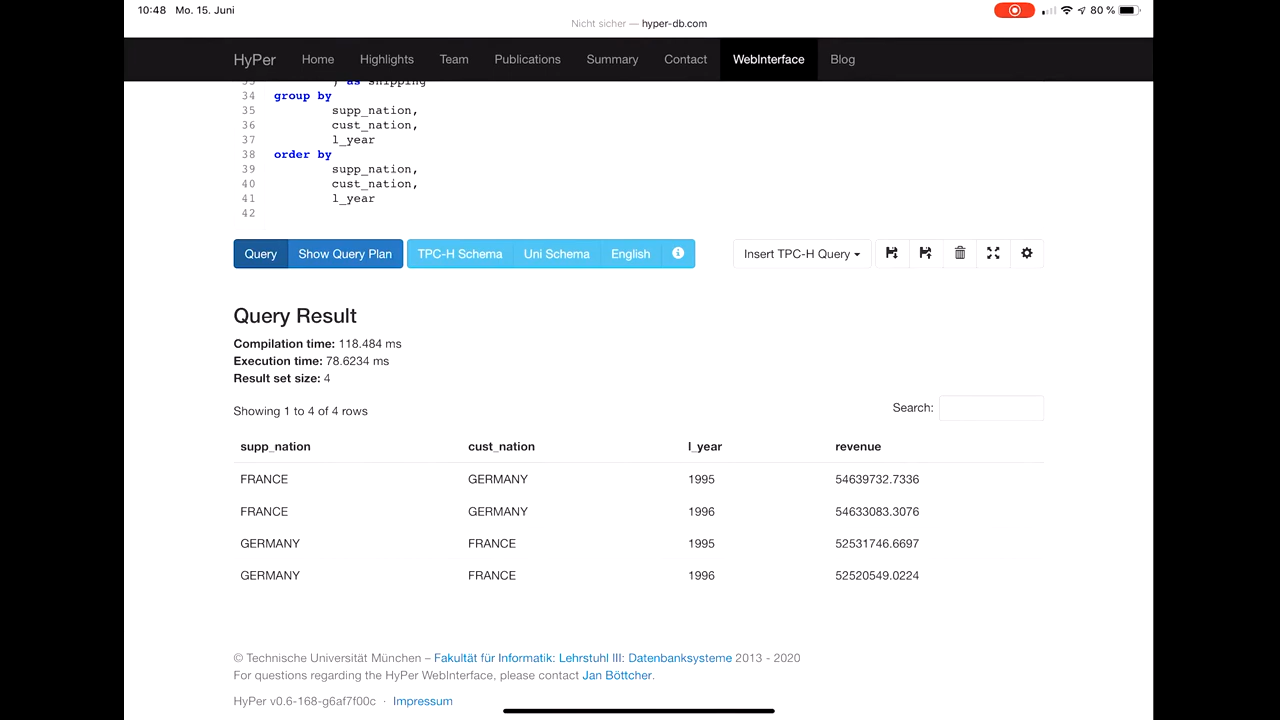 10:48 Mo. 15. Juni 80 %
Nicht sicher — hyper-db.com
HyPer Home Highlights Team Publications Summary Contact WebInterface Blog
33 ) as shipping
34 group by
35 supp_nation,
36 cust_nation,
37 l_year
38 order by
39 supp_nation,
40 cust_nation,
41 l_year
42
Query Show Query Plan TPC-H Schema Uni Schema English Insert TPC-H Query
Query Result
Compilation time: 118.484 ms
Execution time: 78.6234 ms
Result set size: 4
Showing 1 to 4 of 4 rows Search:
supp_nation cust_nation l_year revenue
FRANCE GERMANY 1995 54639732.7336
FRANCE GERMANY 1996 54633083.3076
GERMANY FRANCE 1995 52531746.6697
GERMANY FRANCE 1996 52520549.0224
© Technische Universität München – Fakultät für Informatik: Lehrstuhl III: Datenbanksysteme 2013 - 2020
For questions regarding the HyPer WebInterface, please contact Jan Böttcher.
HyPer v0.6-168-g6af7f00c · Impressum